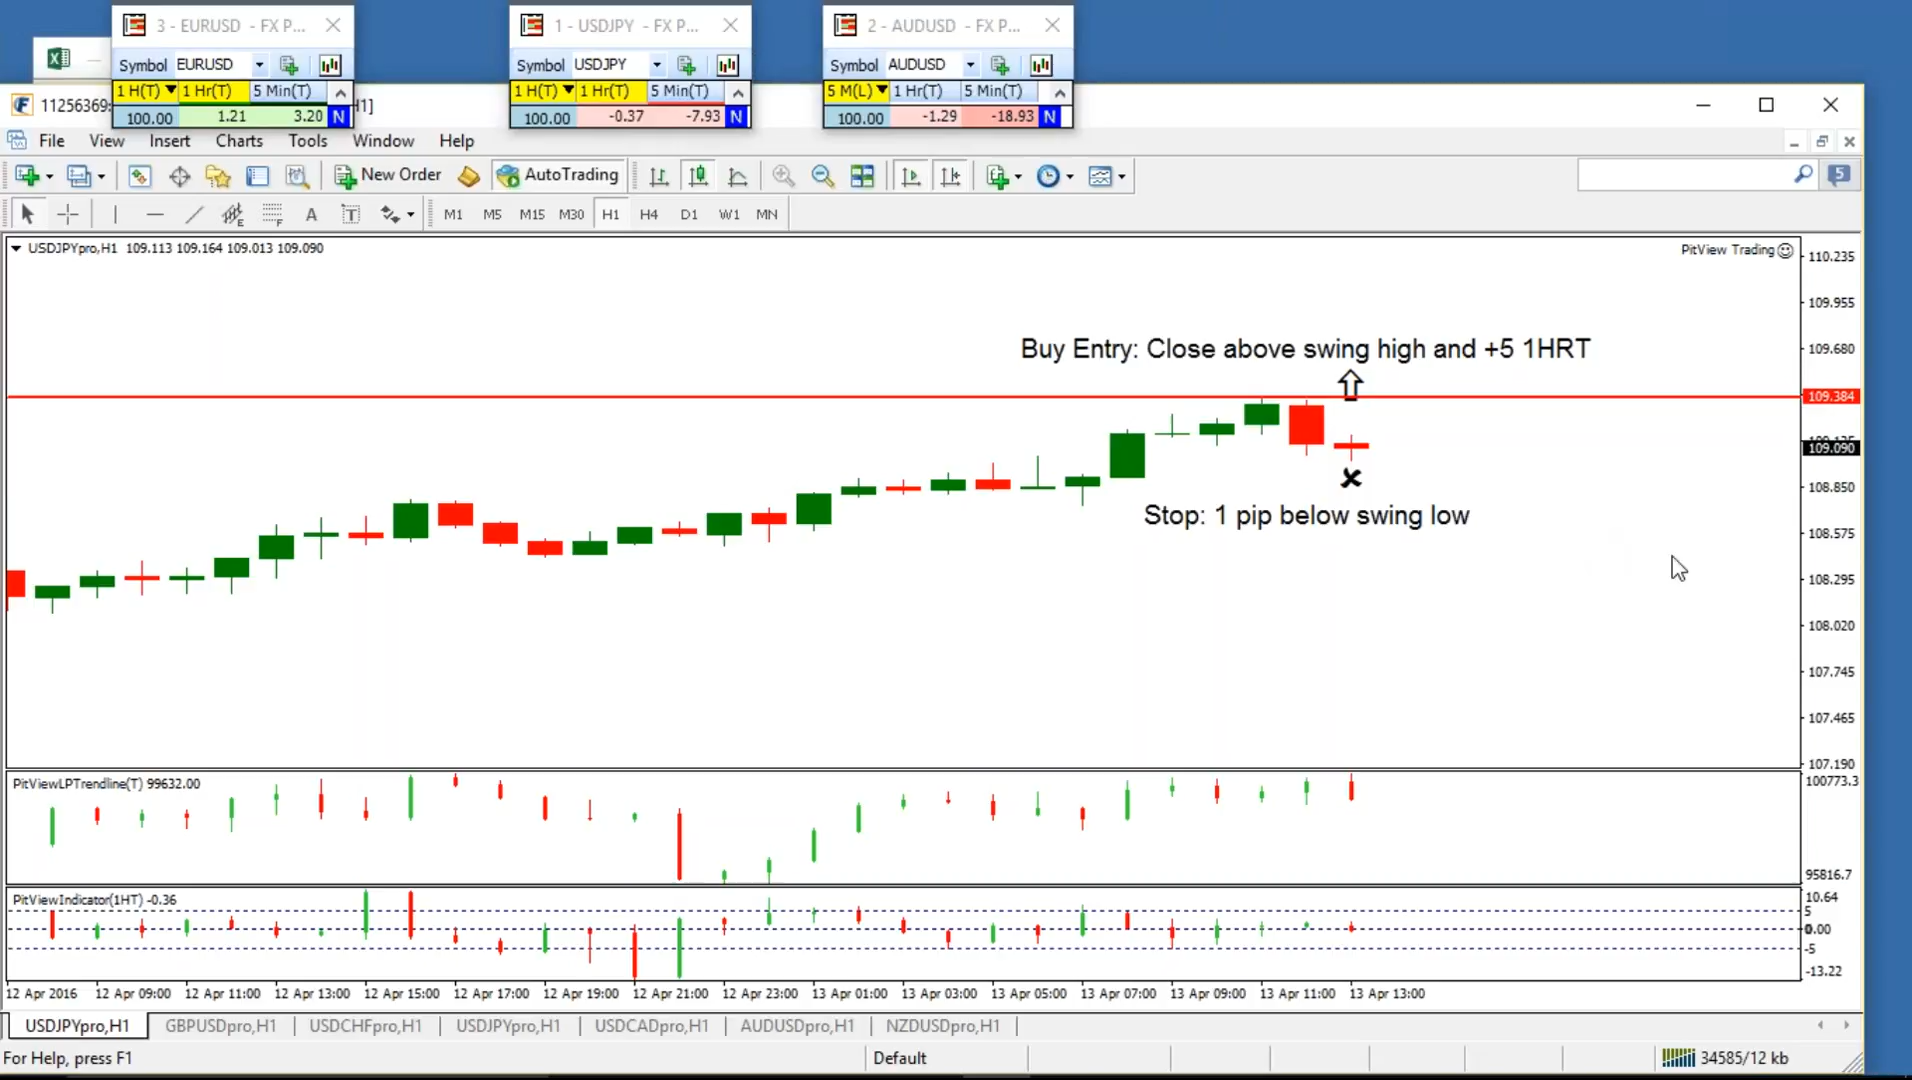 3 - EURUSD - FX P...
1 - USDJPY - FX P...
2 - AUDUSD - FX P...
Symbol EURUSD
Symbol USDJPY
Symbol AUDUSD
1 H(T) 1 Hr(T) 5 Min(T)
1 H(T) 1 Hr(T) 5 Min(T)
5 M(L) 1 Hr(T) 5 Min(T)
100.00 1.21 3.20 N
100.00 -0.37 -7.93 N
100.00 -1.29 -18.93 N
11256369: H1]
File View Insert Charts Tools Window Help
New Order AutoTrading 5
A T M1 M5 M15 M30 H1 H4 D1 W1 MN
USDJPYpro,H1 109.113 109.164 109.013 109.090
PitView Trading
110.235
109.955
109.680
109.384
109.090
108.850
108.575
108.295
108.020
107.745
107.465
107.190
Buy Entry: Close above swing high and +5 1HRT
Stop: 1 pip below swing low
PitViewLPTrendline(T) 99632.00
100773.3
95816.7
PitViewIndicator(1HT) -0.36
10.64
5
0.00
-5
-13.22
12 Apr 2016 12 Apr 09:00 12 Apr 11:00 12 Apr 13:00 12 Apr 15:00 12 Apr 17:00 12 Apr 19:00 12 Apr 21:00 12 Apr 23:00 13 Apr 01:00 13 Apr 03:00 13 Apr 05:00 13 Apr 07:00 13 Apr 09:00 13 Apr 11:00 13 Apr 13:00
USDJPYpro,H1 GBPUSDpro,H1 USDCHFpro,H1 USDJPYpro,H1 USDCADpro,H1 AUDUSDpro,H1 NZDUSDpro,H1
For Help, press F1 Default 34585/12 kb